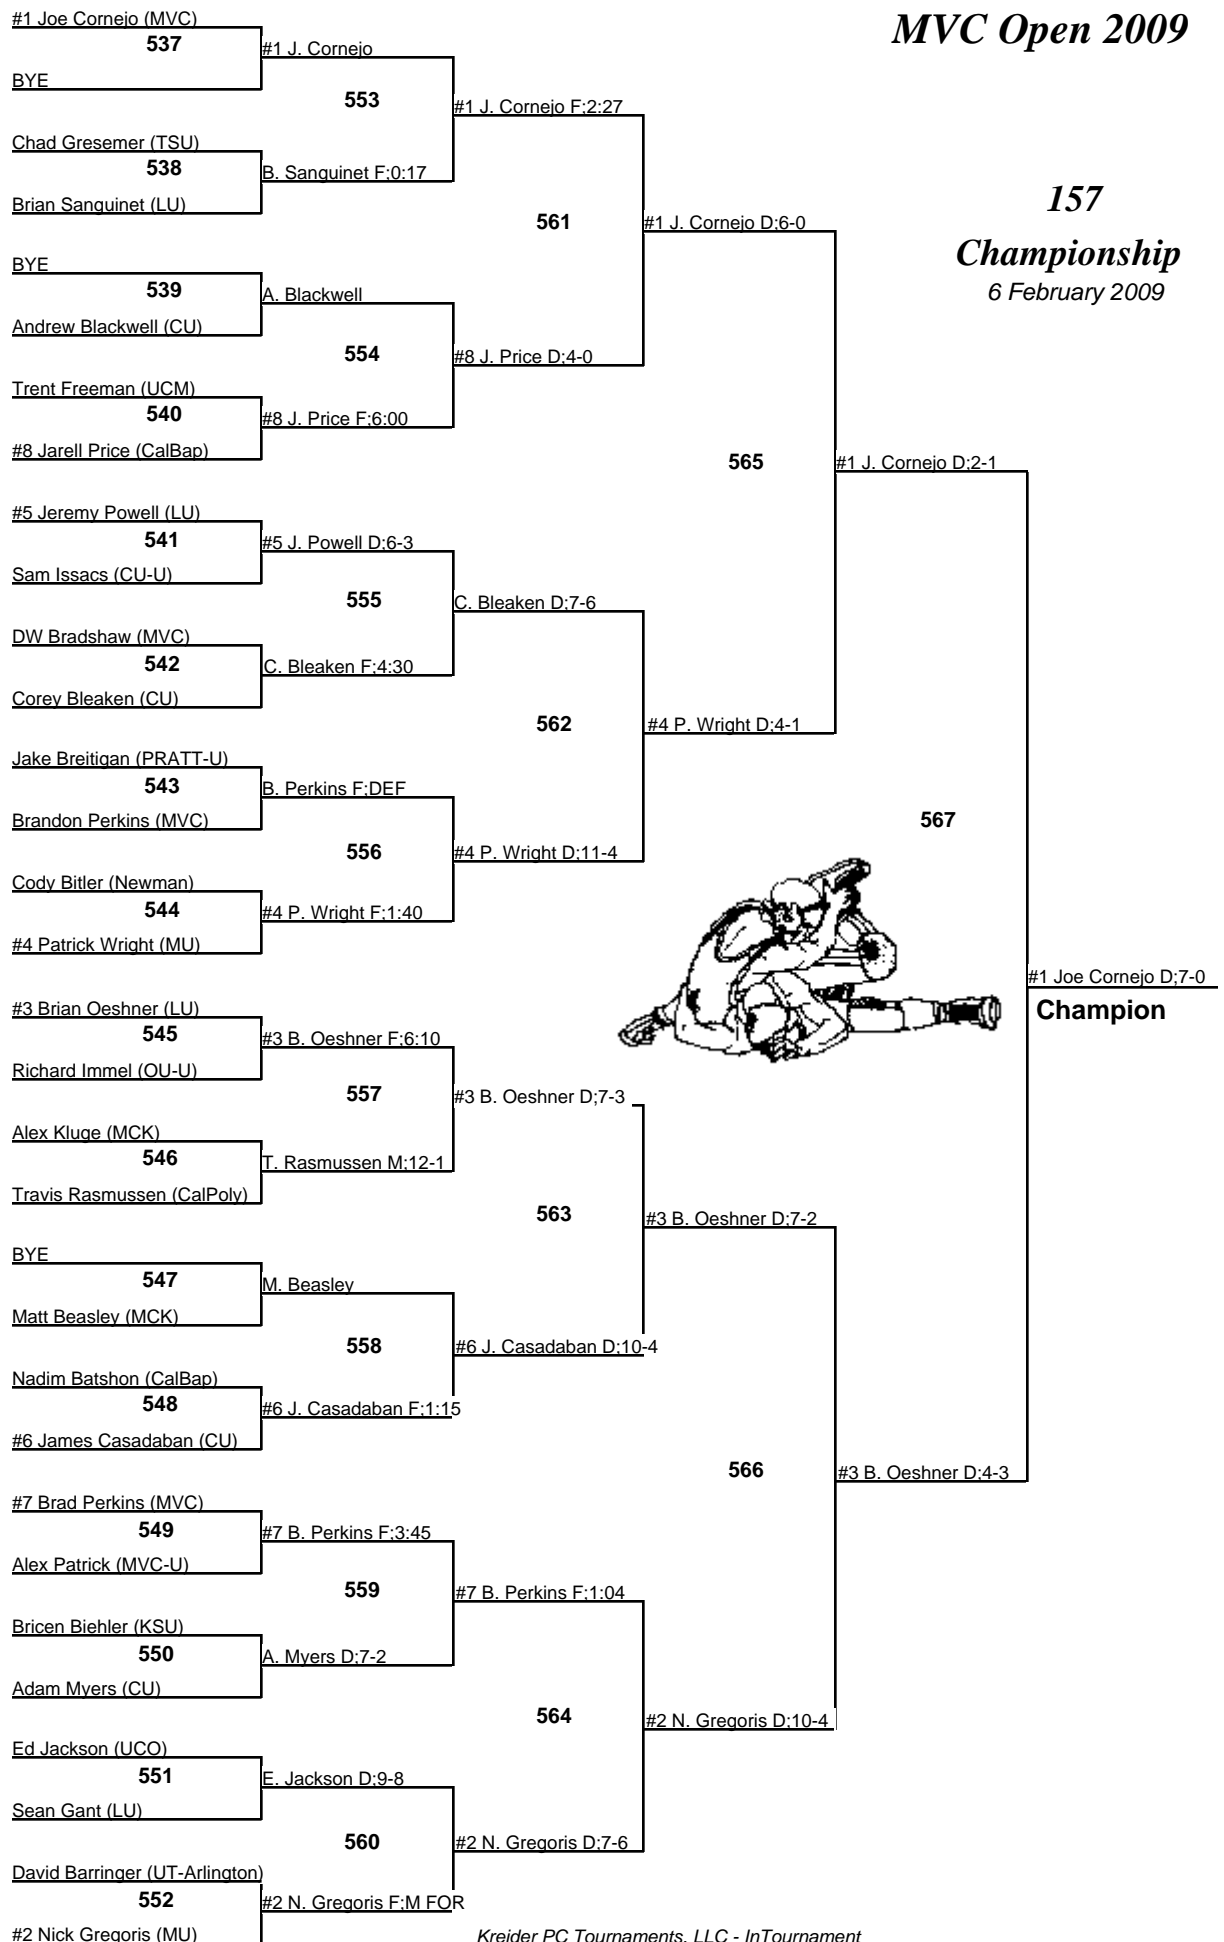 MVC Open 2009
157
Championship
6 February 2009
#1 Joe Cornejo (MVC)
537
BYE
Chad Gresemer (TSU)
538
Brian Sanguinet (LU)
BYE
539
Andrew Blackwell (CU)
Trent Freeman (UCM)
540
#8 Jarell Price (CalBap)
#5 Jeremy Powell (LU)
541
Sam Issacs (CU-U)
DW Bradshaw (MVC)
542
Corey Bleaken (CU)
Jake Breitigan (PRATT-U)
543
Brandon Perkins (MVC)
Cody Bitler (Newman)
544
#4 Patrick Wright (MU)
#3 Brian Oeshner (LU)
545
Richard Immel (OU-U)
Alex Kluge (MCK)
546
Travis Rasmussen (CalPoly)
BYE
547
Matt Beasley (MCK)
Nadim Batshon (CalBap)
548
#6 James Casadaban (CU)
#7 Brad Perkins (MVC)
549
Alex Patrick (MVC-U)
Bricen Biehler (KSU)
550
Adam Myers (CU)
Ed Jackson (UCO)
551
Sean Gant (LU)
David Barringer (UT-Arlington)
552
#2 Nick Gregoris (MU)
#1 J. Cornejo
553
B. Sanguinet F;0:17
A. Blackwell
554
#8 J. Price F;6:00
#5 J. Powell D;6-3
555
C. Bleaken F;4:30
B. Perkins F;DEF
556
#4 P. Wright F;1:40
#3 B. Oeshner F;6:10
557
T. Rasmussen M;12-1
M. Beasley
558
#6 J. Casadaban F;1:15
#7 B. Perkins F;3:45
559
A. Myers D;7-2
E. Jackson D;9-8
560
#2 N. Gregoris F;M FOR
#1 J. Cornejo F;2:27
561
#8 J. Price D;4-0
C. Bleaken D;7-6
562
#4 P. Wright D;11-4
#3 B. Oeshner D;7-3
563
#6 J. Casadaban D;10-4
#7 B. Perkins F;1:04
564
#2 N. Gregoris D;7-6
#1 J. Cornejo D;6-0
565
#4 P. Wright D;4-1
#3 B. Oeshner D;7-2
566
#2 N. Gregoris D;10-4
#1 J. Cornejo D;2-1
567
#3 B. Oeshner D;4-3
#1 Joe Cornejo D;7-0
Champion
Kreider PC Tournaments, LLC - InTournament